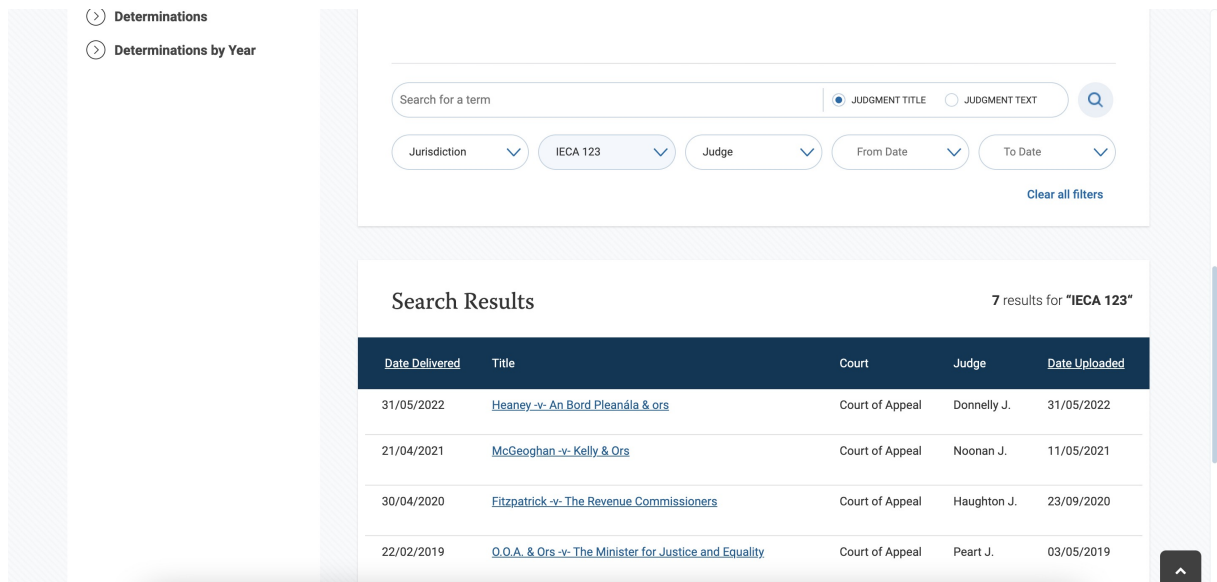 Determinations
Determinations by Year
Search for a term JUDGMENT TITLE JUDGMENT TEXT
Jurisdiction IECA 123 Judge From Date To Date
Clear all filters
Search Results 7 results for “IECA 123“
Date Delivered Title Court Judge Date Uploaded
31/05/2022 Heaney -v- An Bord Pleanála & ors Court of Appeal Donnelly J. 31/05/2022
21/04/2021 McGeoghan -v- Kelly & Ors Court of Appeal Noonan J. 11/05/2021
30/04/2020 Fitzpatrick -v- The Revenue Commissioners Court of Appeal Haughton J. 23/09/2020
22/02/2019 O.O.A. & Ors -v- The Minister for Justice and Equality Court of Appeal Peart J. 03/05/2019